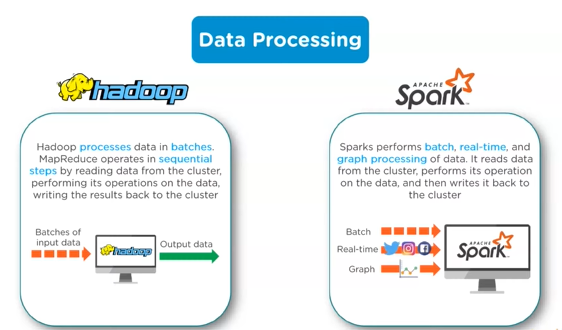 Data Processing
hadoop
APACHE
Spark
Hadoop processes data in batches.
MapReduce operates in sequential
steps by reading data from the cluster,
performing its operations on the data,
writing the results back to the cluster
Batches of
input data
hadoop
Output data
Sparks performs batch, real-time, and
graph processing of data. It reads data
from the cluster, performs its operation
on the data, and then writes it back to
the cluster
Batch
Real-time
Graph
APACHE
Spark